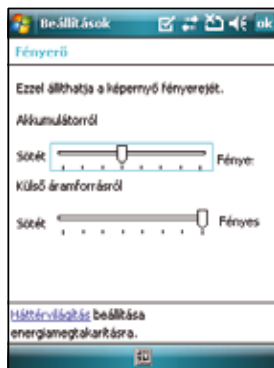 Beállítások ok
Fényerő
Ezzel állíthatja a képernyő fényerejét.
Akkumulátorról
Sötét Fénye:
Külső áramforrásról
Sötét Fényes
Háttérvilágítás beállítása
energiamegtakarításra.